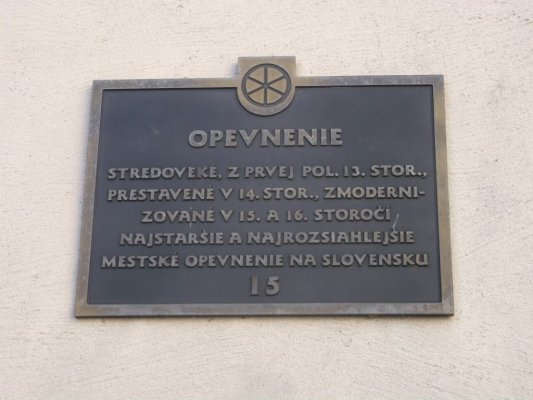 OPEVNENIE
STREDOVEKÉ, Z PRVEJ POL. 13. STOR.,
PRESTAVENÉ V 14. STOR., ZMODERNI-
ZOVANÉ V 15. A 16. STOROČÍ
NAJSTARŠIE A NAJROZSIAHLEJŠIE
MESTSKÉ OPEVNENIE NA SLOVENSKU
15